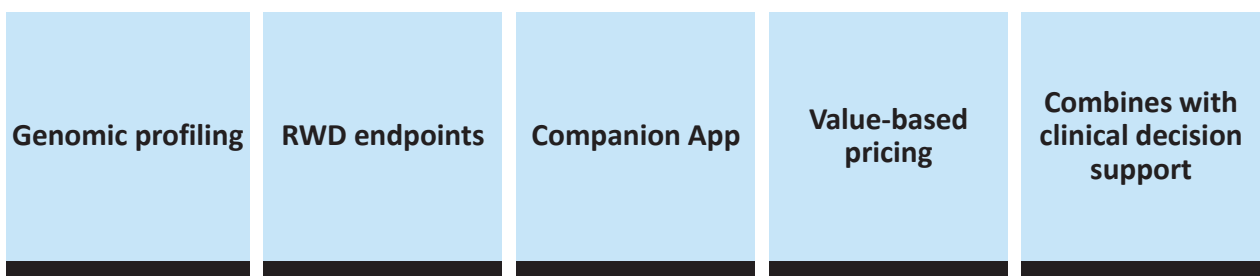 Genomic profiling
RWD endpoints
Companion App
Value-based
pricing
Combines with
clinical decision
support